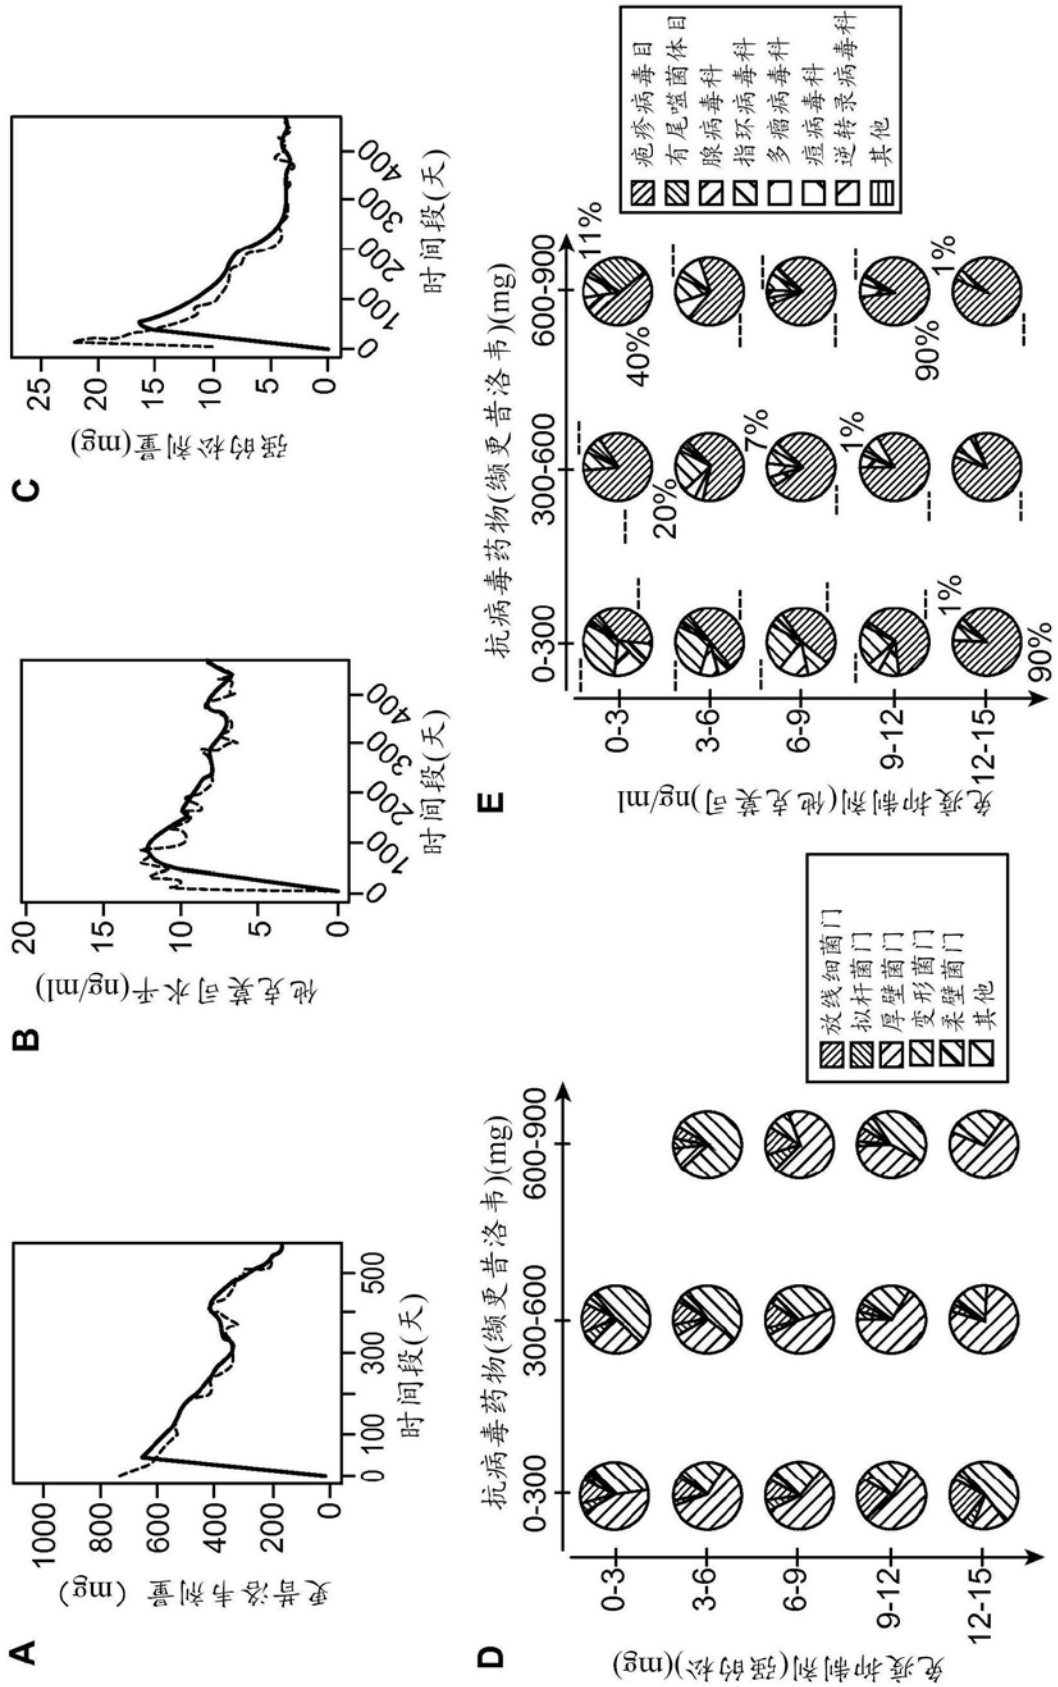 A
更昔洛韦剂量 (mg)
1000
800
600
400
200
0
0
100
300
500
时间段(天)
B
他克莫司水平(ng/ml)
20
15
10
5
0
0
100
200
300
400
时间段(天)
C
强的松剂量(mg)
25
20
15
10
5
0
0
100
200
300
400
时间段(天)
D
抗病毒药物(缬更昔洛韦)(mg)
0-300
300-600
600-900
免疫抑制剂(强的松)(mg)
0-3
3-6
6-9
9-12
12-15
放线细菌门
拟杆菌门
厚壁菌门
变形菌门
柔壁菌门
其他
E
抗病毒药物(缬更昔洛韦)(mg)
0-300
300-600
600-900
免疫抑制剂(他克莫司)ng/ml
0-3
3-6
6-9
9-12
12-15
11%
40%
20%
7%
1%
90%
1%
1%
90%
疱疹病毒目
有尾噬菌体目
腺病毒科
指环病毒科
多瘤病毒科
痘病毒科
逆转录病毒科
其他